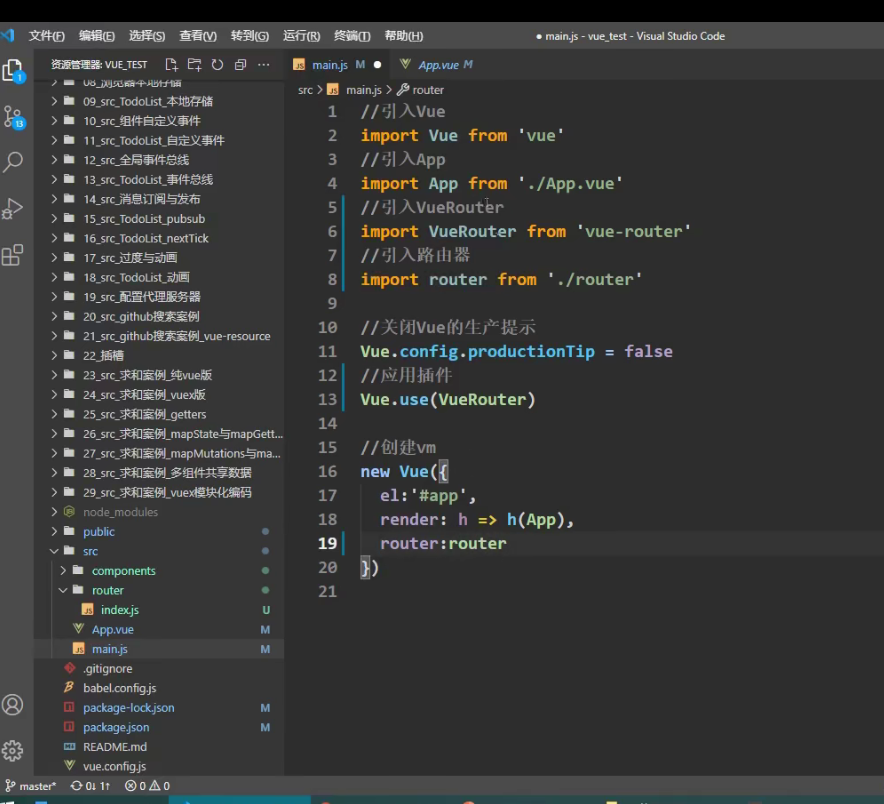 文件(F) 编辑(E) 选择(S) 查看(V) 转到(G) 运行(R) 终端(T) 帮助(H) ● main.js - vue_test - Visual Studio Code
资源管理器: VUE_TEST
08_浏览器本地存储
09_src_TodoList_本地存储
10_src_组件自定义事件
11_src_TodoList_自定义事件
12_src_全局事件总线
13_src_TodoList_事件总线
14_src_消息订阅与发布
15_src_TodoList_pubsub
16_src_TodoList_nextTick
17_src_过度与动画
18_src_TodoList_动画
19_src_配置代理服务器
20_src_github搜索案例
21_src_github搜索案例_vue-resource
22_插槽
23_src_求和案例_纯vue版
24_src_求和案例_vuex版
25_src_求和案例_getters
26_src_求和案例_mapState与mapGett...
27_src_求和案例_mapMutations与ma...
28_src_求和案例_多组件共享数据
29_src_求和案例_vuex模块化编码
node_modules
public
src
components
router
index.js U
App.vue M
main.js M
.gitignore
babel.config.js
package-lock.json M
package.json M
README.md
vue.config.js
1
13
main.js M ● App.vue M
src > main.js > router
1 //引入Vue
2 import Vue from 'vue'
3 //引入App
4 import App from './App.vue'
5 //引入VueRouter
6 import VueRouter from 'vue-router'
7 //引入路由器
8 import router from './router'
9
10 //关闭Vue的生产提示
11 Vue.config.productionTip = false
12 //应用插件
13 Vue.use(VueRouter)
14
15 //创建vm
16 new Vue({
17 el:'#app',
18 render: h => h(App),
19 router:router
20 })
21
master* 0↓ 1↑ 0 0